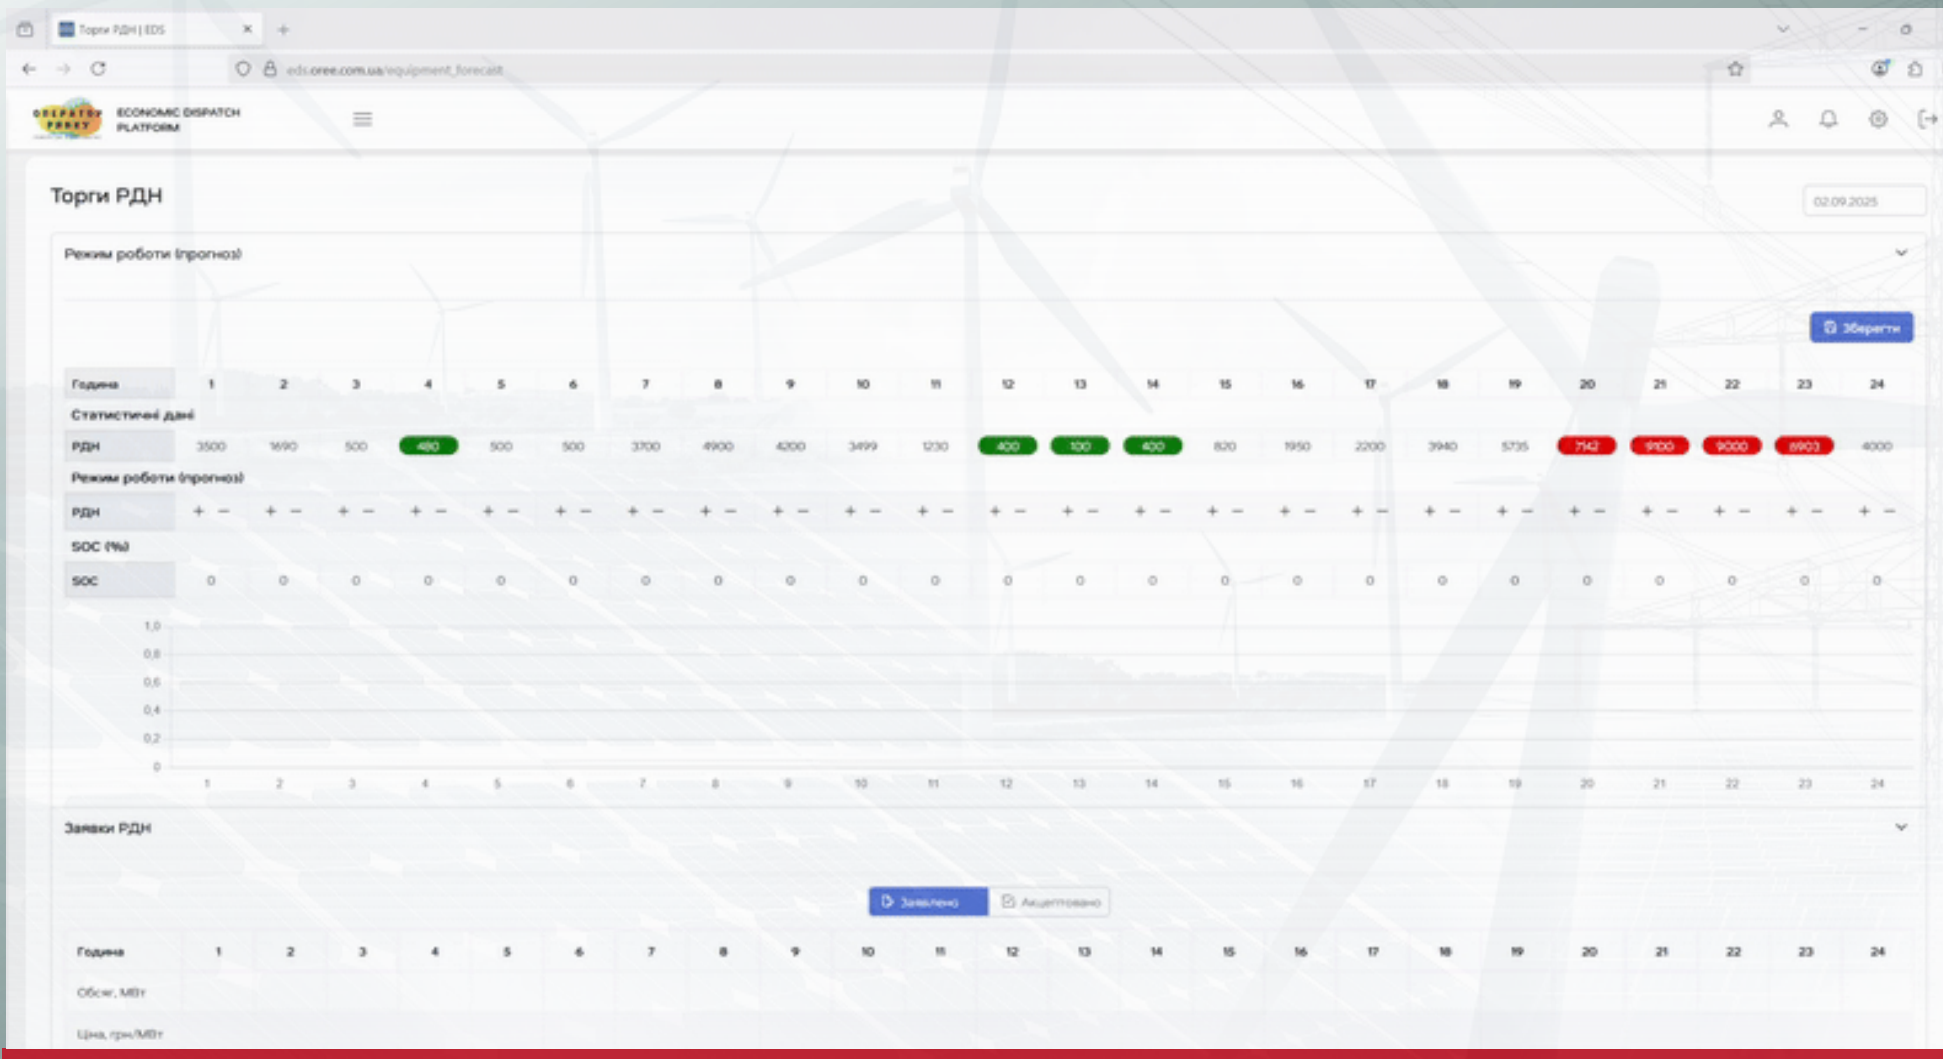 Торги РДН | EDS
eds.oree.com.ua/equipment_forecast
ОПЕРАТОР РИНКУ
ECONOMIC DISPATCH PLATFORM
Торги РДН
02.09.2025
Режим роботи (прогноз)
Зберегти
Година 1 2 3 4 5 6 7 8 9 10 11 12 13 14 15 16 17 18 19 20 21 22 23 24
Статистичні дані
РДН 3500 1690 500 480 500 500 3700 4900 4200 3499 1230 400 100 400 820 1950 2200 3940 5735 7142 9100 9000 6903 4000
Режим роботи (прогноз)
РДН + − + − + − + − + − + − + − + − + − + − + − + − + − + − + − + − + − + − + − + − + − + − + − + −
SOC (%)
SOC 0 0 0 0 0 0 0 0 0 0 0 0 0 0 0 0 0 0 0 0 0 0 0 0
1,0
0,8
0,6
0,4
0,2
0
1 2 3 4 5 6 7 8 9 10 11 12 13 14 15 16 17 18 19 20 21 22 23 24
Заявки РДН
Заявлено Акцептовано
Година 1 2 3 4 5 6 7 8 9 10 11 12 13 14 15 16 17 18 19 20 21 22 23 24
Обсяг, МВт
Ціна, грн/МВт